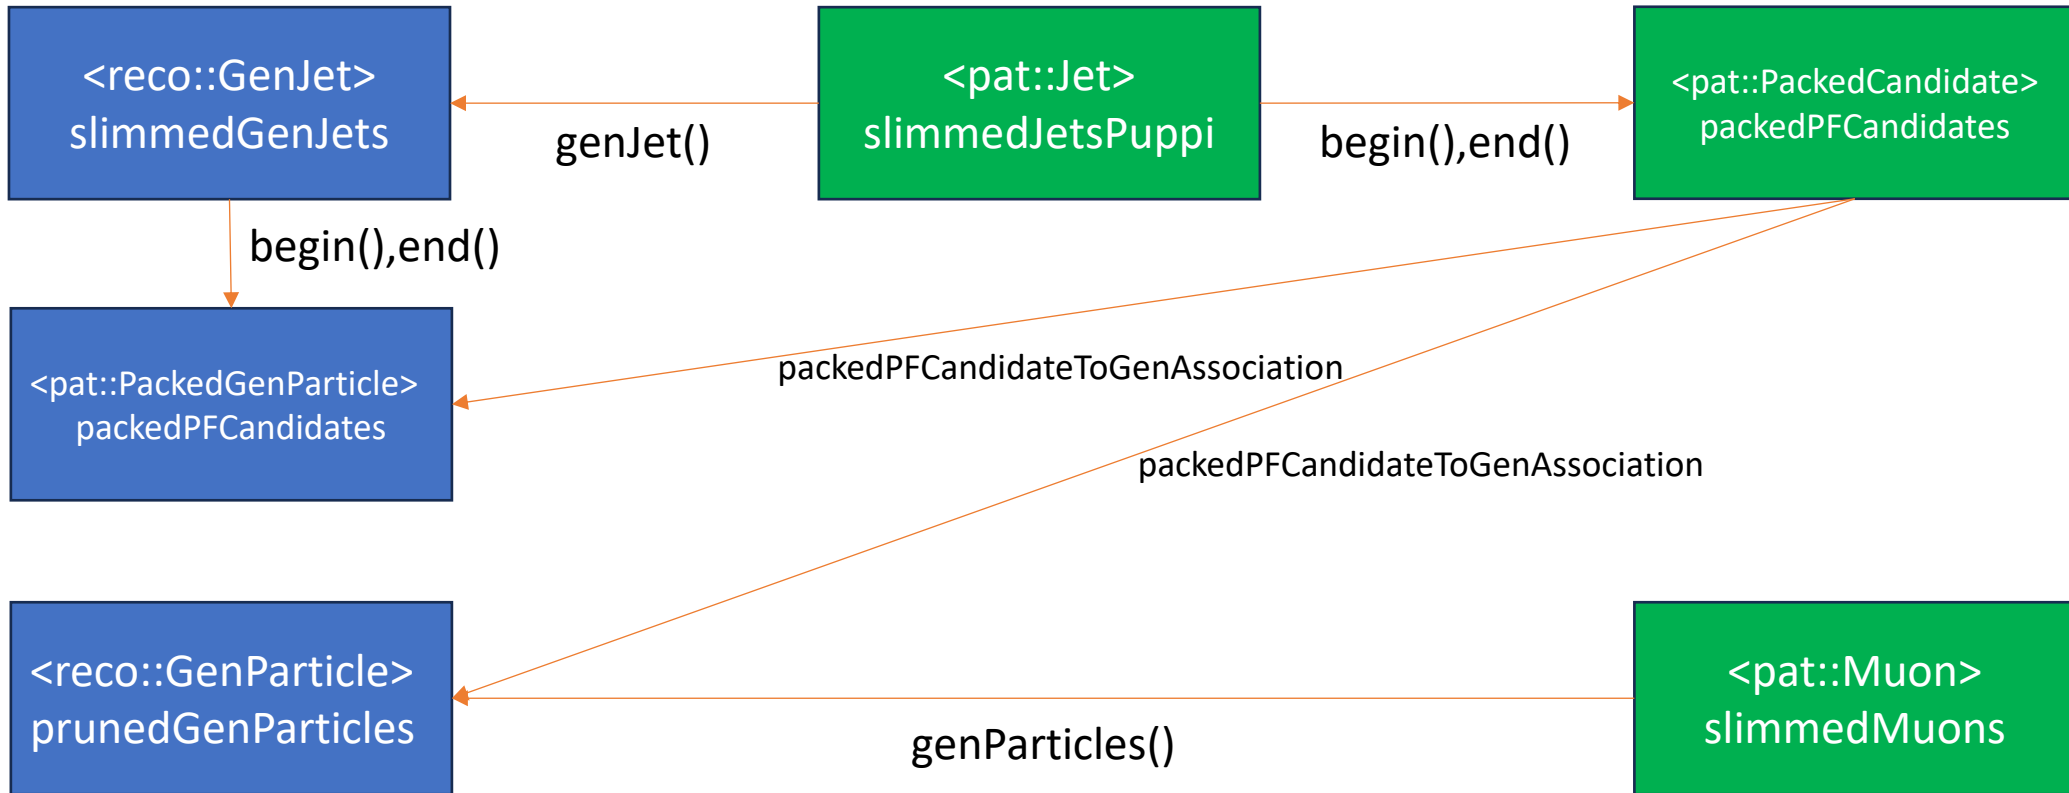 <reco::GenJet>
slimmedGenJets
genJet()
<pat::Jet>
slimmedJetsPuppi
begin(),end()
<pat::PackedCandidate>
packedPFCandidates
begin(),end()
<pat::PackedGenParticle>
packedPFCandidates
packedPFCandidateToGenAssociation
packedPFCandidateToGenAssociation
<reco::GenParticle>
prunedGenParticles
genParticles()
<pat::Muon>
slimmedMuons